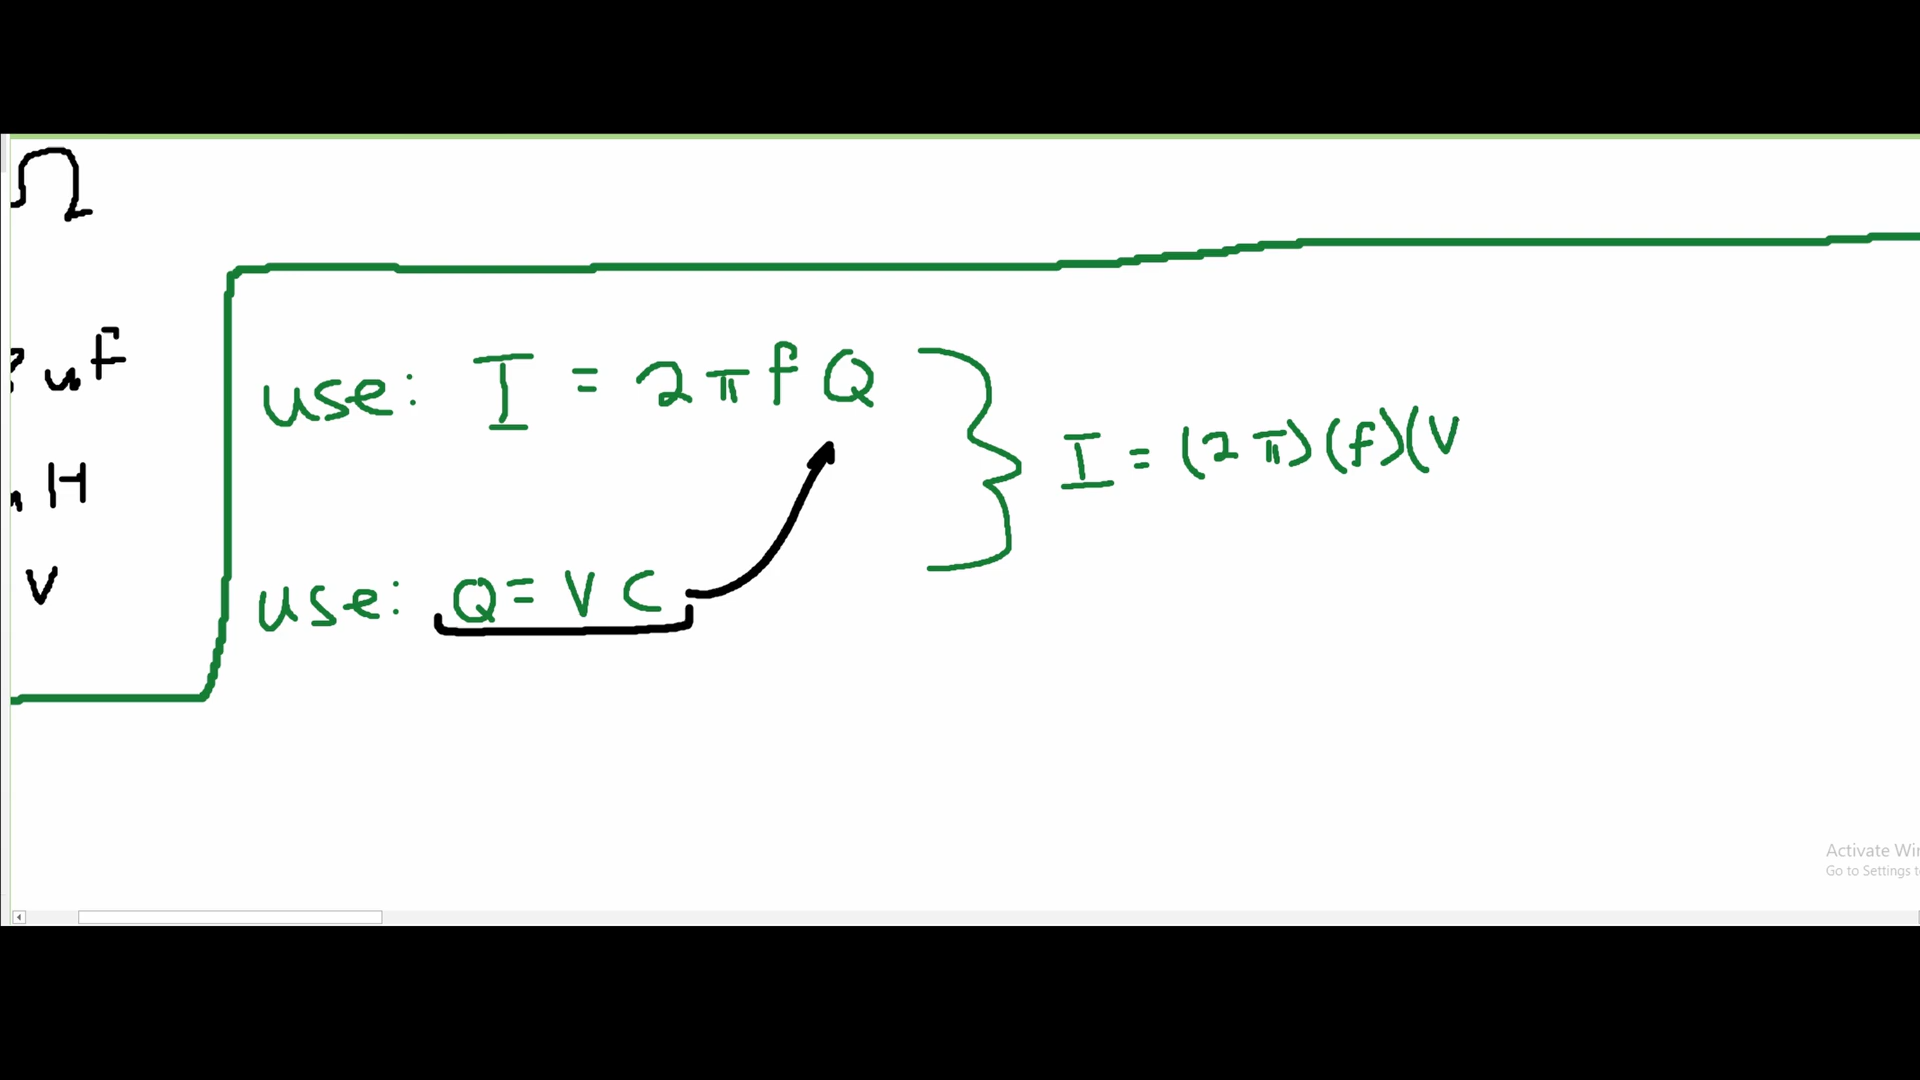 Ω
uf
use: I = 2πfQ
I = (2π)(f)(V
H
V
use: Q = VC
Activate Wi
Go to Settings t